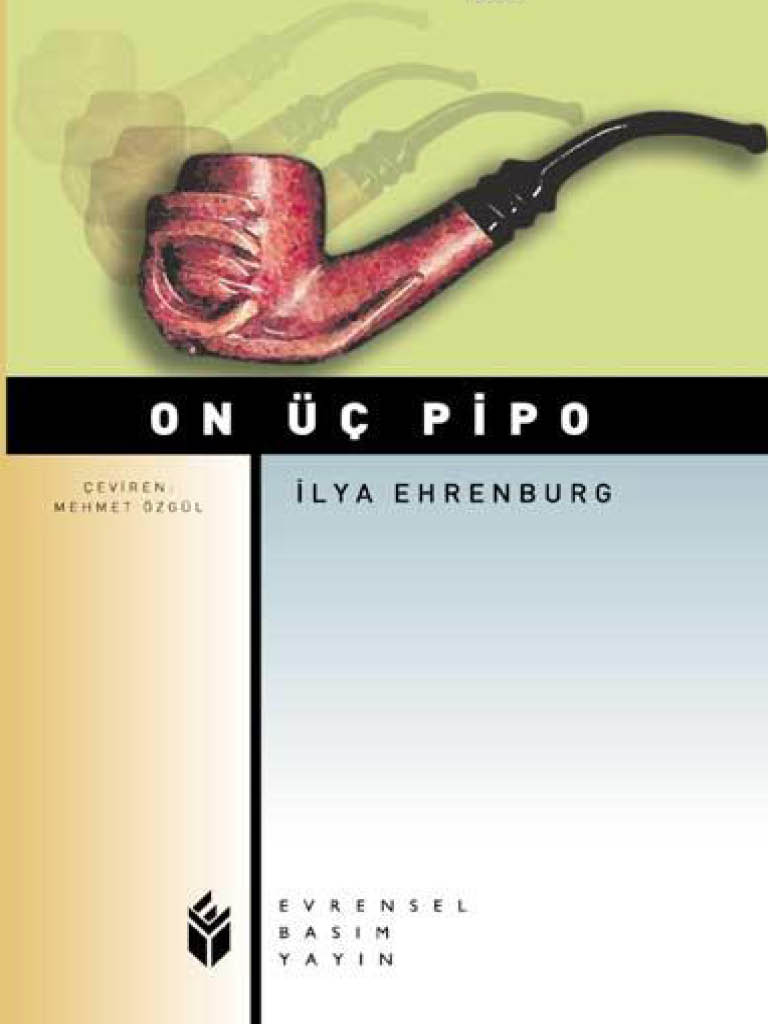 ON ÜÇ PİPO
ÇEVİREN:
MEHMET ÖZGÜL
İLYA EHRENBURG
EVRENSEL
BASIM
YAYIN